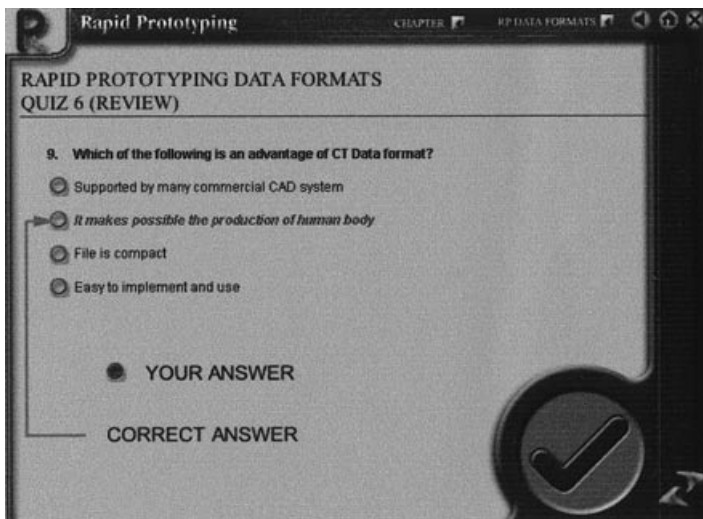 Rapid Prototyping
CHAPTER
RP DATA FORMATS
RAPID PROTOTYPING DATA FORMATS
QUIZ 6 (REVIEW)
9. Which of the following is an advantage of CT Data format?
Supported by many commercial CAD system
It makes possible the production of human body
File is compact
Easy to implement and use
YOUR ANSWER
CORRECT ANSWER